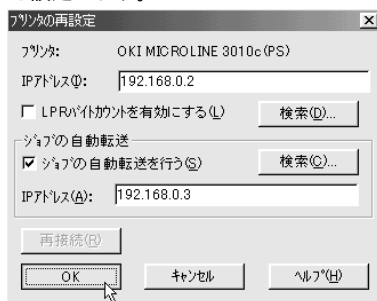 ﾌﾟﾘﾝﾀの再設定
ﾌﾟﾘﾝﾀ: OKI MICROLINE 3010c(PS)
IPｱﾄﾞﾚｽ(I): 192.168.0.2
LPRﾊﾞｲﾄｶｳﾝﾄを有効にする(L) 検索(D)...
ｼﾞｮﾌﾞの自動転送
ｼﾞｮﾌﾞの自動転送を行う(S) 検索(C)...
IPｱﾄﾞﾚｽ(A): 192.168.0.3
再接続(R)
OK ｷｬﾝｾﾙ ﾍﾙﾌﾟ(H)